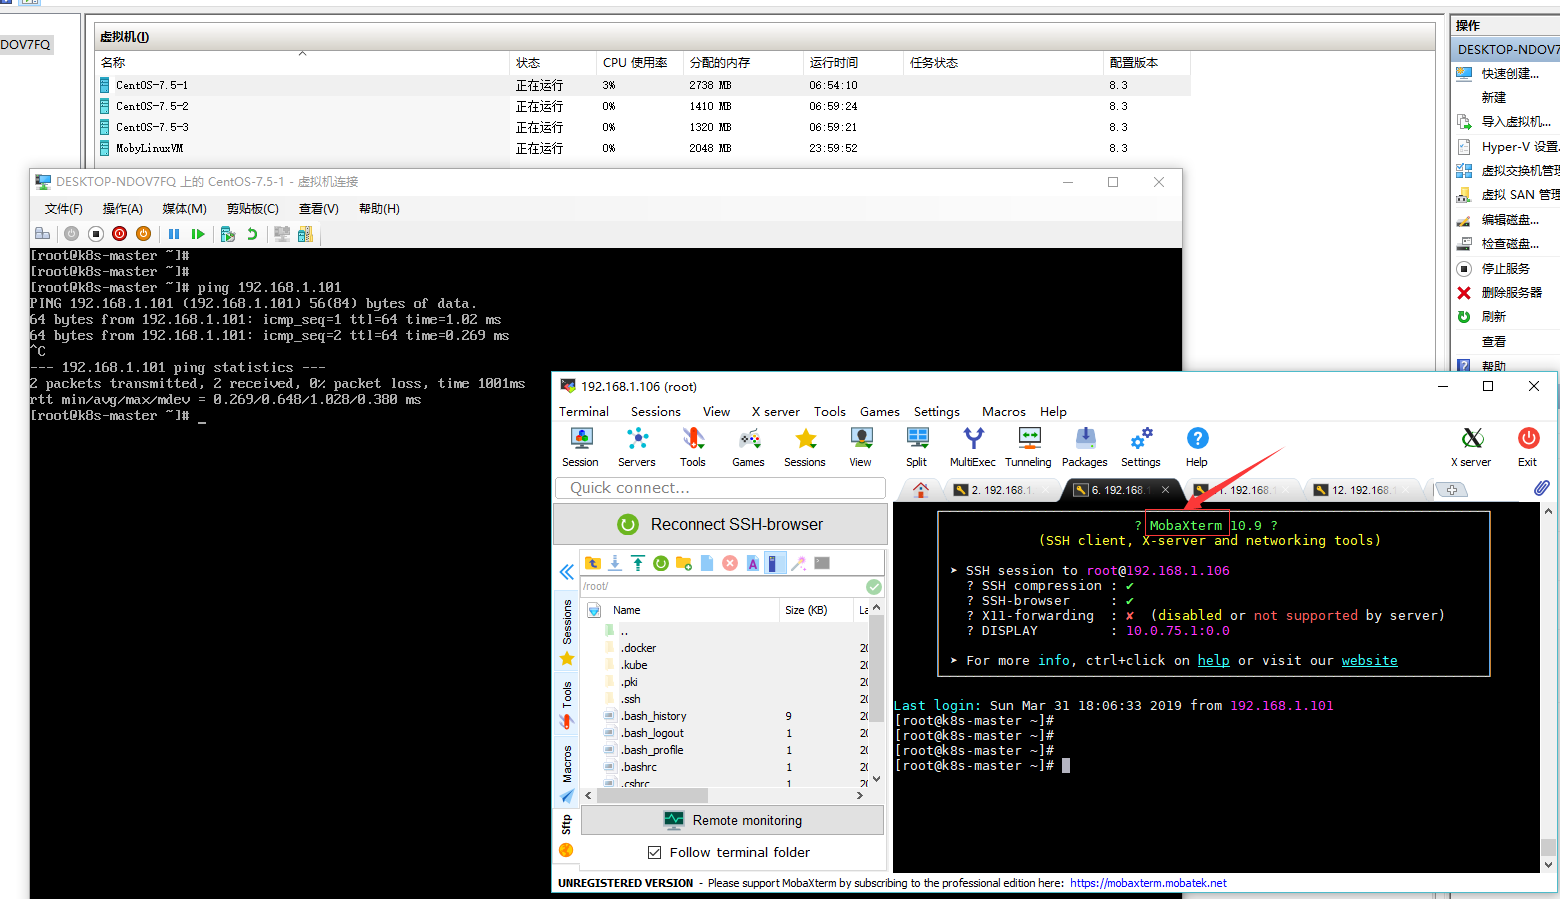 DOV7FQ
虚拟机(I)
名称 状态 CPU 使用率 分配的内存 运行时间 任务状态 配置版本
CentOS-7.5-1 正在运行 3% 2738 MB 06:54:10 8.3
CentOS-7.5-2 正在运行 0% 1410 MB 06:59:24 8.3
CentOS-7.5-3 正在运行 0% 1320 MB 06:59:21 8.3
MobyLinuxVM 正在运行 0% 2048 MB 23:59:52 8.3
操作
DESKTOP-NDOV7
快速创建...
新建
导入虚拟机...
Hyper-V 设置.
虚拟交换机管理
虚拟 SAN 管理
编辑磁盘...
检查磁盘...
停止服务
删除服务器
刷新
查看
帮助
DESKTOP-NDOV7FQ 上的 CentOS-7.5-1 - 虚拟机连接
文件(F) 操作(A) 媒体(M) 剪贴板(C) 查看(V) 帮助(H)
[root@k8s-master ~]#
[root@k8s-master ~]#
[root@k8s-master ~]# ping 192.168.1.101
PING 192.168.1.101 (192.168.1.101) 56(84) bytes of data.
64 bytes from 192.168.1.101: icmp_seq=1 ttl=64 time=1.02 ms
64 bytes from 192.168.1.101: icmp_seq=2 ttl=64 time=0.269 ms
^C
--- 192.168.1.101 ping statistics ---
2 packets transmitted, 2 received, 0% packet loss, time 1001ms
rtt min/avg/max/mdev = 0.269/0.648/1.028/0.380 ms
[root@k8s-master ~]# _
192.168.1.106 (root)
Terminal Sessions View X server Tools Games Settings Macros Help
Session Servers Tools Games Sessions View Split MultiExec Tunneling Packages Settings Help X server Exit
Quick connect...
2. 192.168.1 6. 192.168. 1. 192.168. 12. 192.168.
Reconnect SSH-browser
/root/
Name Size (KB) La
..
.docker 20
.kube 20
.pki 20
.ssh 20
.bash_history 9 20
.bash_logout 1 20
.bash_profile 1 20
.bashrc 1 20
.cshrc 1 20
Sessions
Tools
Macros
Sftp
Remote monitoring
Follow terminal folder
? MobaXterm 10.9 ?
(SSH client, X-server and networking tools)
➤ SSH session to root@192.168.1.106
? SSH compression : ✔
? SSH-browser : ✔
? X11-forwarding : ✘ (disabled or not supported by server)
? DISPLAY : 10.0.75.1:0.0
➤ For more info, ctrl+click on help or visit our website
Last login: Sun Mar 31 18:06:33 2019 from 192.168.1.101
[root@k8s-master ~]#
[root@k8s-master ~]#
[root@k8s-master ~]#
[root@k8s-master ~]#
UNREGISTERED VERSION - Please support MobaXterm by subscribing to the professional edition here: https://mobaxterm.mobatek.net